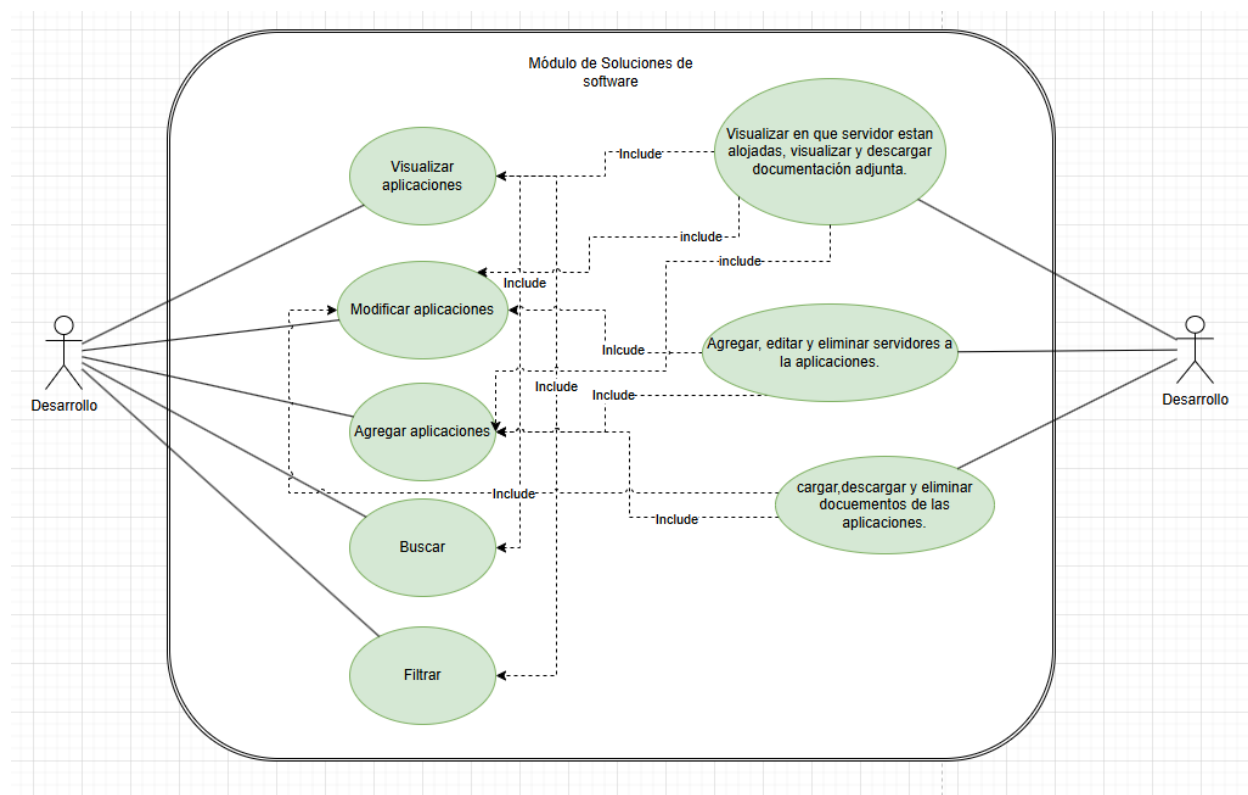 Módulo de Soluciones de
software
Visualizar
aplicaciones
Include
Visualizar en que servidor estan
alojadas, visualizar y descargar
documentación adjunta.
include
include
Include
Modificar aplicaciones
Inlcude
Agregar, editar y eliminar servidores a
la aplicaciones.
Desarrollo
Desarrollo
Include
Include
Agregar aplicaciones
Include
cargar,descargar y eliminar
docuementos de las
aplicaciones.
Include
Buscar
Filtrar